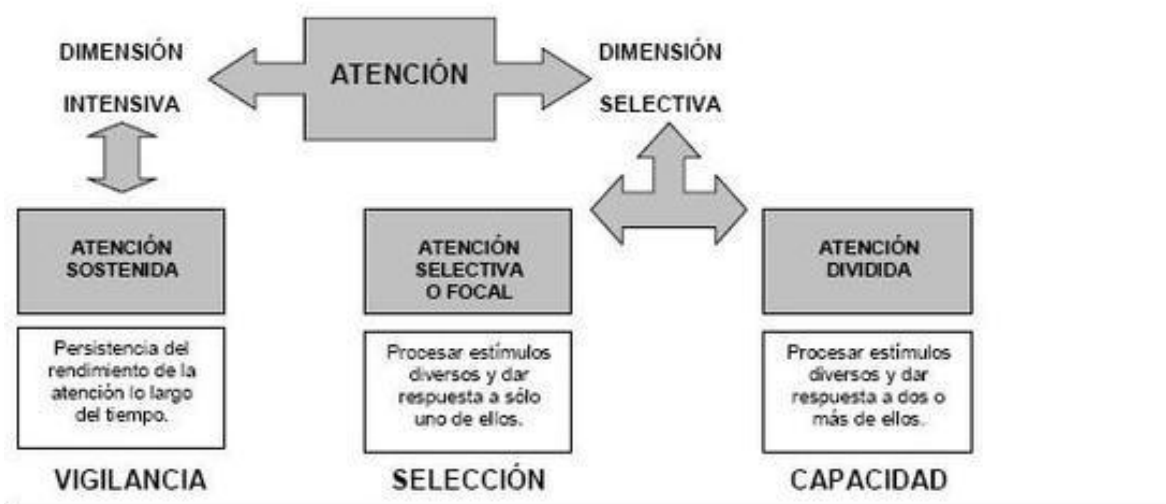 ATENCIÓN
DIMENSIÓN
INTENSIVA
DIMENSIÓN
SELECTIVA
ATENCIÓN
SOSTENIDA
Persistencia del
rendimiento de la
atención lo largo
del tiempo.
VIGILANCIA
ATENCIÓN
SELECTIVA
O FOCAL
Procesar estímulos
diversos y dar
respuesta a sólo
uno de ellos.
SELECCIÓN
ATENCIÓN
DIVIDIDA
Procesar estímulos
diversos y dar
respuesta a dos o
más de ellos.
CAPACIDAD